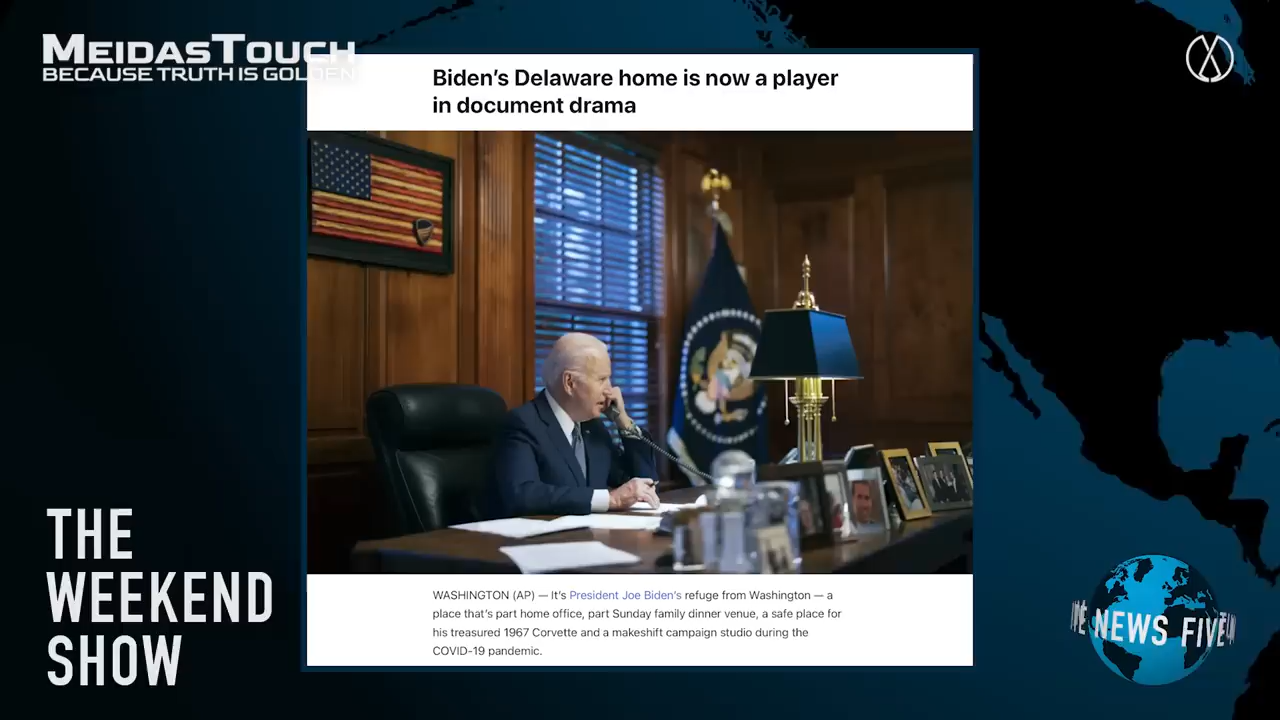 MEIDASTOUCH
BECAUSE TRUTH IS GOLDEN
Biden's Delaware home is now a player
in document drama
WASHINGTON (AP) — It's President Joe Biden's refuge from Washington — a
place that's part home office, part Sunday family dinner venue, a safe place for
his treasured 1967 Corvette and a makeshift campaign studio during the
COVID-19 pandemic.
THE
WEEKEND
SHOW
NEWS FIVE